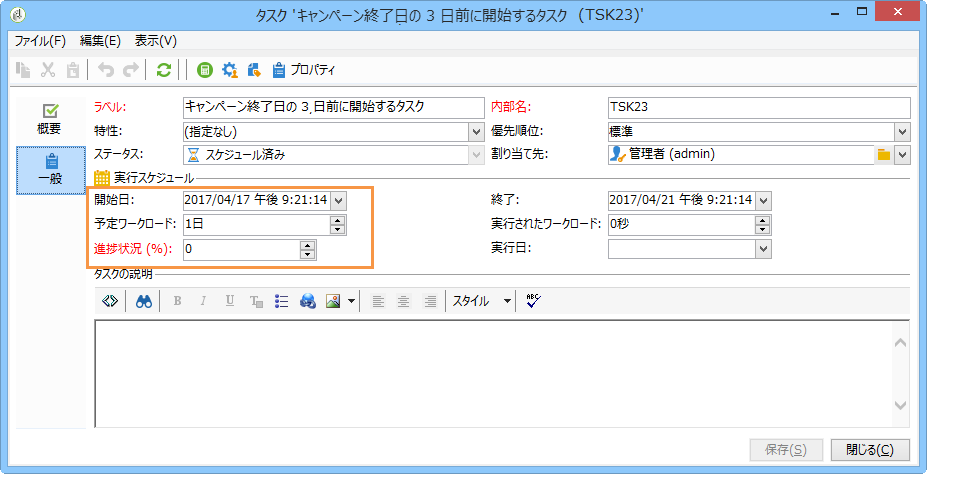 タスク 'キャンペーン終了日の 3 日前に開始するタスク (TSK23)'
ファイル(F) 編集(E) 表示(V)
プロパティ
概要
一般
ラベル: キャンペーン終了日の 3 日前に開始するタスク 内部名: TSK23
特性: (指定なし) 優先順位: 標準
ステータス: スケジュール済み 割り当て先: 管理者 (admin)
実行スケジュール
開始日: 2017/04/17 午後 9:21:14 終了: 2017/04/21 午後 9:21:14
予定ワークロード: 1日 実行されたワークロード: 0秒
進捗状況 (%): 0 実行日:
タスクの説明
B I U T スタイル ABC
保存(S) 閉じる(C)